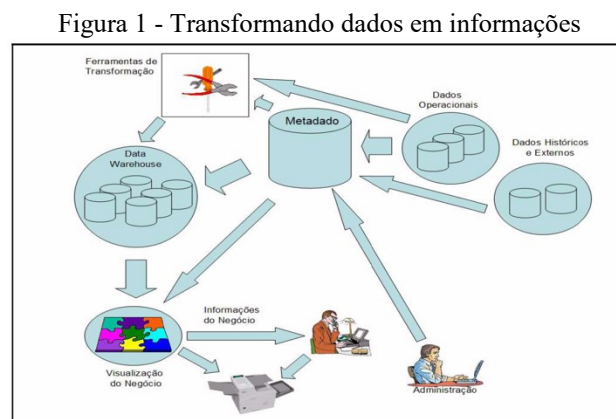 Figura 1 - Transformando dados em informações
Ferramentas de
Transformação
Dados
Operacionais
Metadado
Dados Históricos
e Externos
Data
Warehouse
Informações
do Negócio
Visualização
do Negócio
Administração